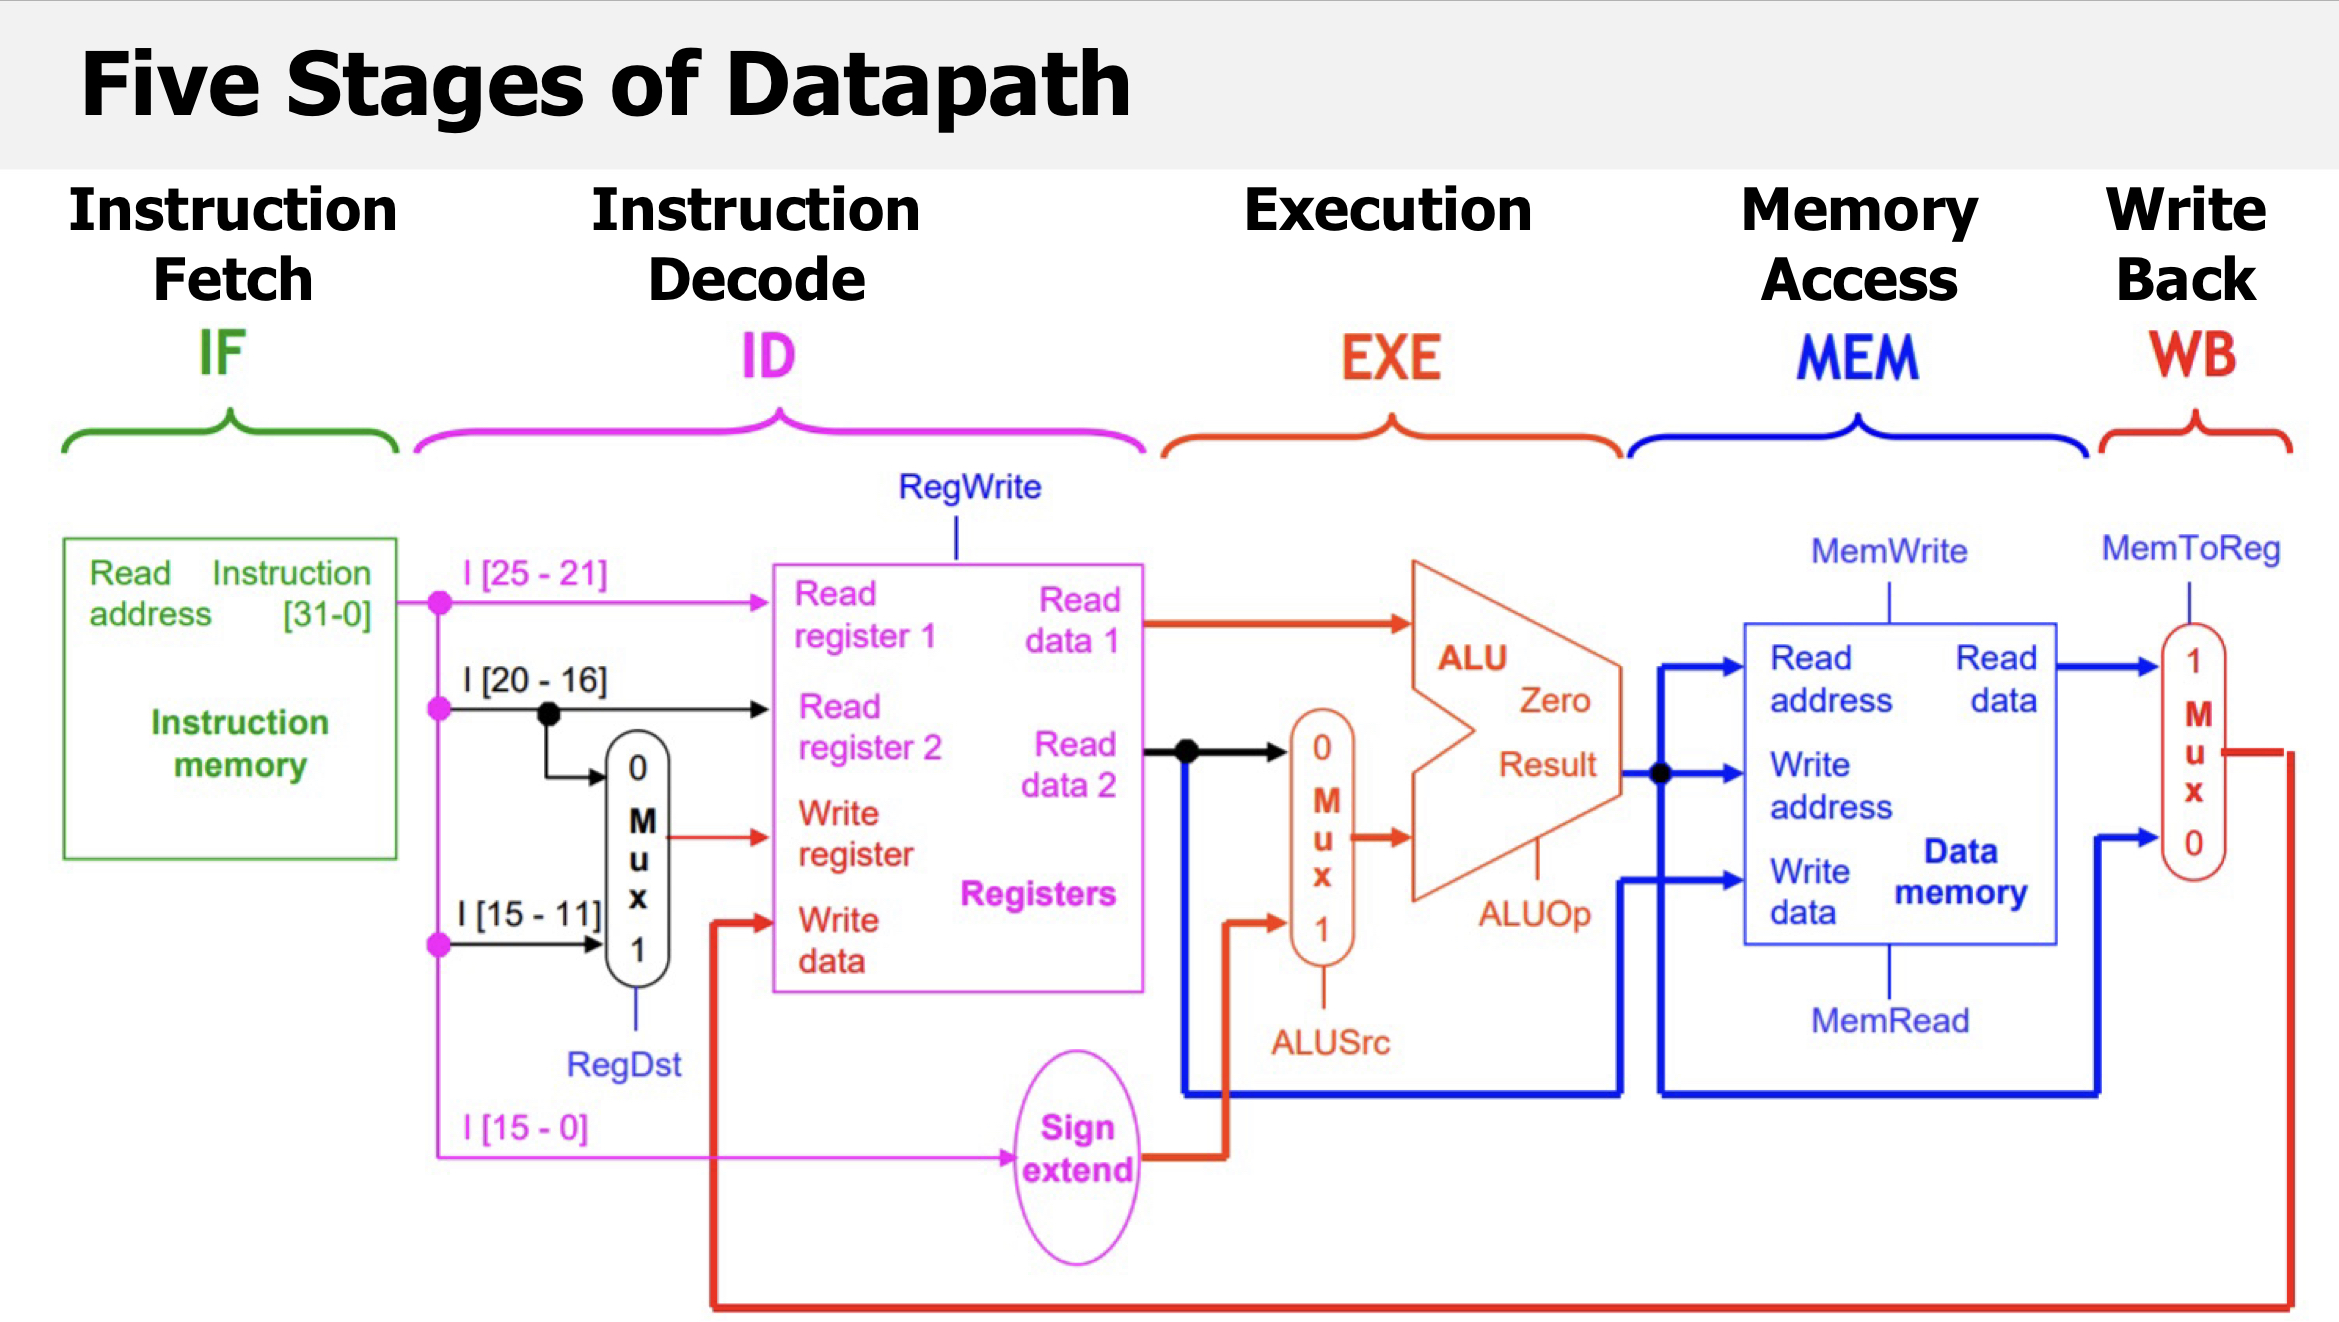 Five Stages of Datapath
Instruction
Fetch
IF
Instruction
Decode
ID
Execution
EXE
Memory
Access
MEM
Write
Back
WB
Read
address
Instruction
[31-0]
Instruction
memory
I [25 - 21]
I [20 - 16]
I [15 - 11]
I [15 - 0]
0
M
u
x
1
RegDst
RegWrite
Read
register 1
Read
register 2
Write
register
Write
data
Read
data 1
Read
data 2
Registers
Sign
extend
0
M
u
x
1
ALUSrc
ALU
Zero
Result
ALUOp
MemWrite
Read
address
Write
address
Write
data
Read
data
Data
memory
MemRead
MemToReg
1
M
u
x
0